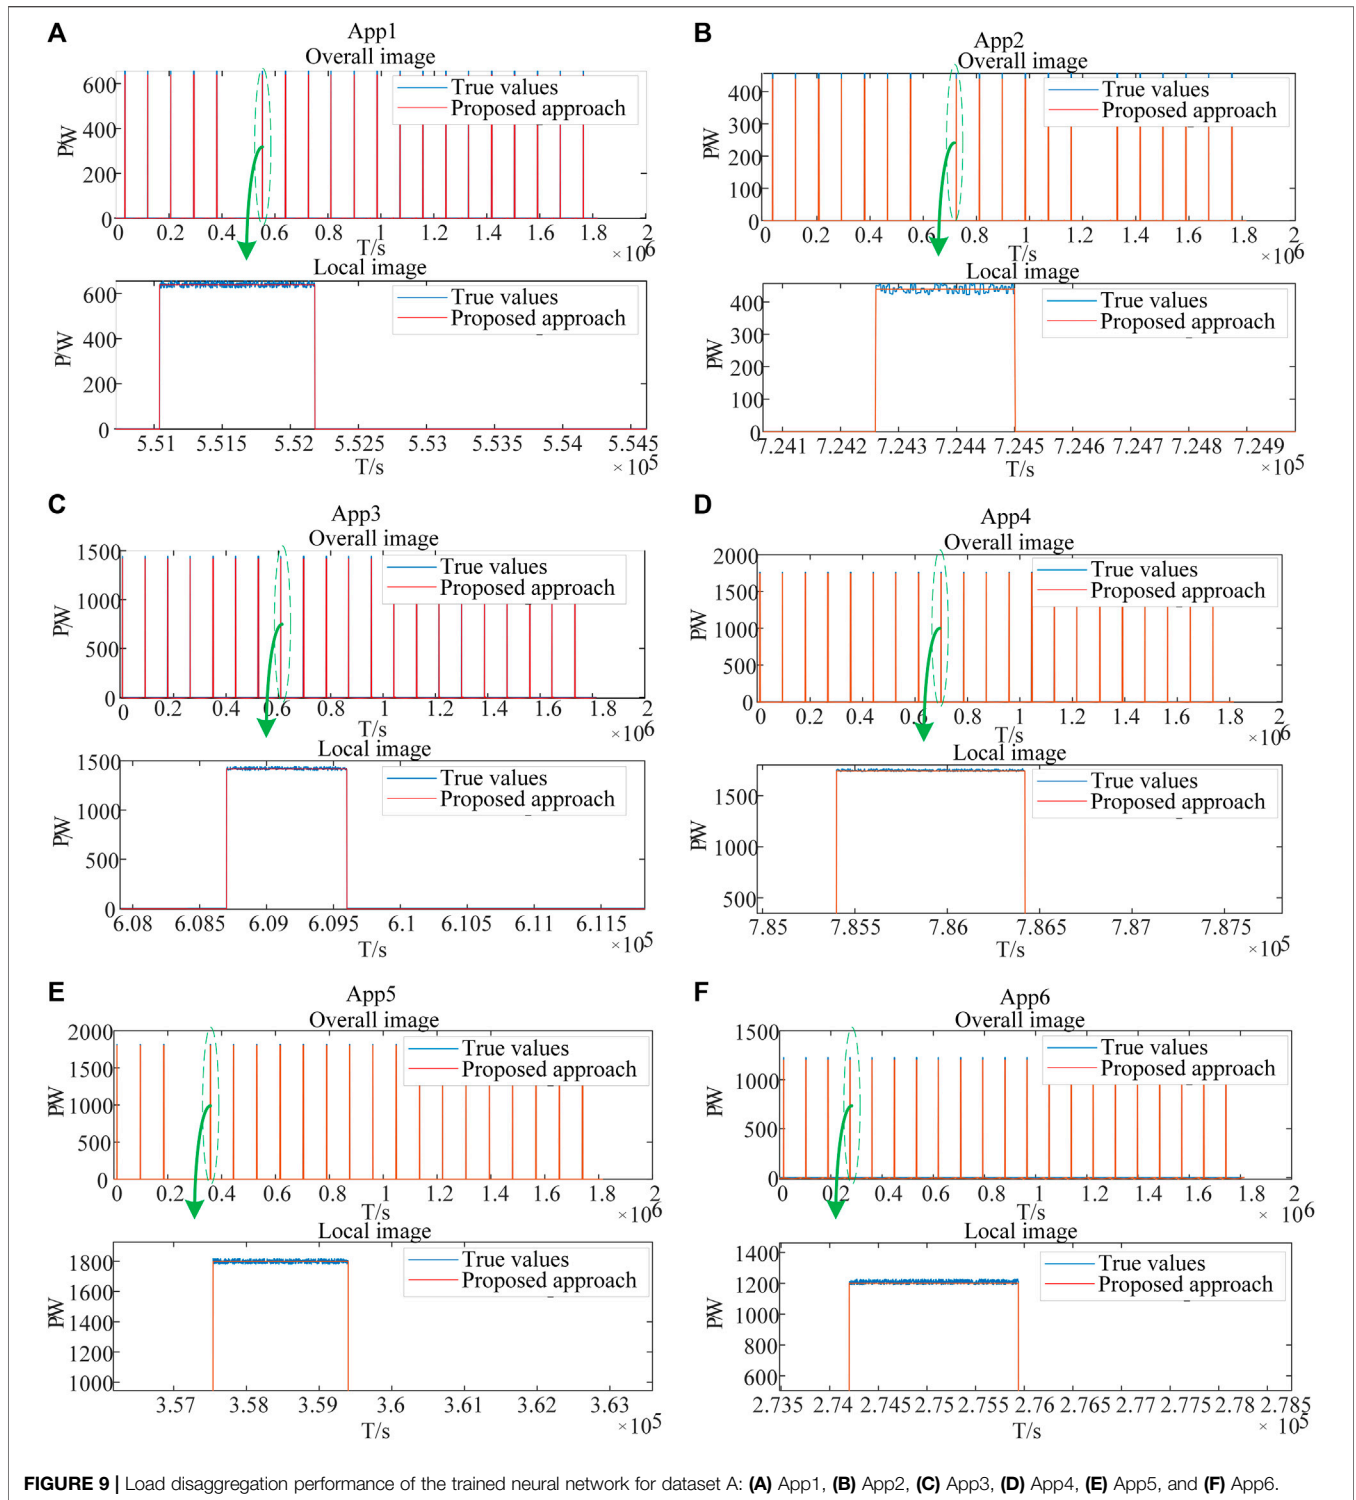 A
App1
Overall image
True values
Proposed approach
P/W
600
400
200
0
0 0.2 0.4 0.6 0.8 1 1.2 1.4 1.6 1.8 2
T/s
×10^6
Local image
True values
Proposed approach
P/W
600
400
200
0
5.51 5.515 5.52 5.525 5.53 5.535 5.54 5.545
T/s
×10^5
B
App2
Overall image
True values
Proposed approach
P/W
400
300
200
100
0
0 0.2 0.4 0.6 0.8 1 1.2 1.4 1.6 1.8 2
T/s
×10^6
Local image
True values
Proposed approach
P/W
400
300
200
100
0
7.241 7.242 7.243 7.244 7.245 7.246 7.247 7.248 7.249
T/s
×10^5
C
App3
Overall image
True values
Proposed approach
P/W
1500
1000
500
0
0 0.2 0.4 0.6 0.8 1 1.2 1.4 1.6 1.8 2
T/s
×10^6
Local image
True values
Proposed approach
P/W
1500
1000
500
0
6.08 6.085 6.09 6.095 6.1 6.105 6.11 6.115
T/s
×10^5
D
App4
Overall image
True values
Proposed approach
P/W
2000
1500
1000
500
0
0 0.2 0.4 0.6 0.8 1 1.2 1.4 1.6 1.8 2
T/s
×10^6
Local image
True values
Proposed approach
P/W
1500
1000
500
7.85 7.855 7.86 7.865 7.87 7.875
T/s
×10^5
E
App5
Overall image
True values
Proposed approach
P/W
2000
1500
1000
500
0
0 0.2 0.4 0.6 0.8 1 1.2 1.4 1.6 1.8 2
T/s
×10^6
Local image
True values
Proposed approach
P/W
1800
1600
1400
1200
1000
3.57 3.58 3.59 3.6 3.61 3.62 3.63
T/s
×10^5
F
App6
Overall image
True values
Proposed approach
P/W
1500
1000
500
0
0 0.2 0.4 0.6 0.8 1 1.2 1.4 1.6 1.8 2
T/s
×10^6
Local image
True values
Proposed approach
P/W
1400
1200
1000
800
600
2.735 2.74 2.745 2.75 2.755 2.76 2.765 2.77 2.775 2.78 2.785
T/s
×10^5
FIGURE 9 | Load disaggregation performance of the trained neural network for dataset A: (A) App1, (B) App2, (C) App3, (D) App4, (E) App5, and (F) App6.